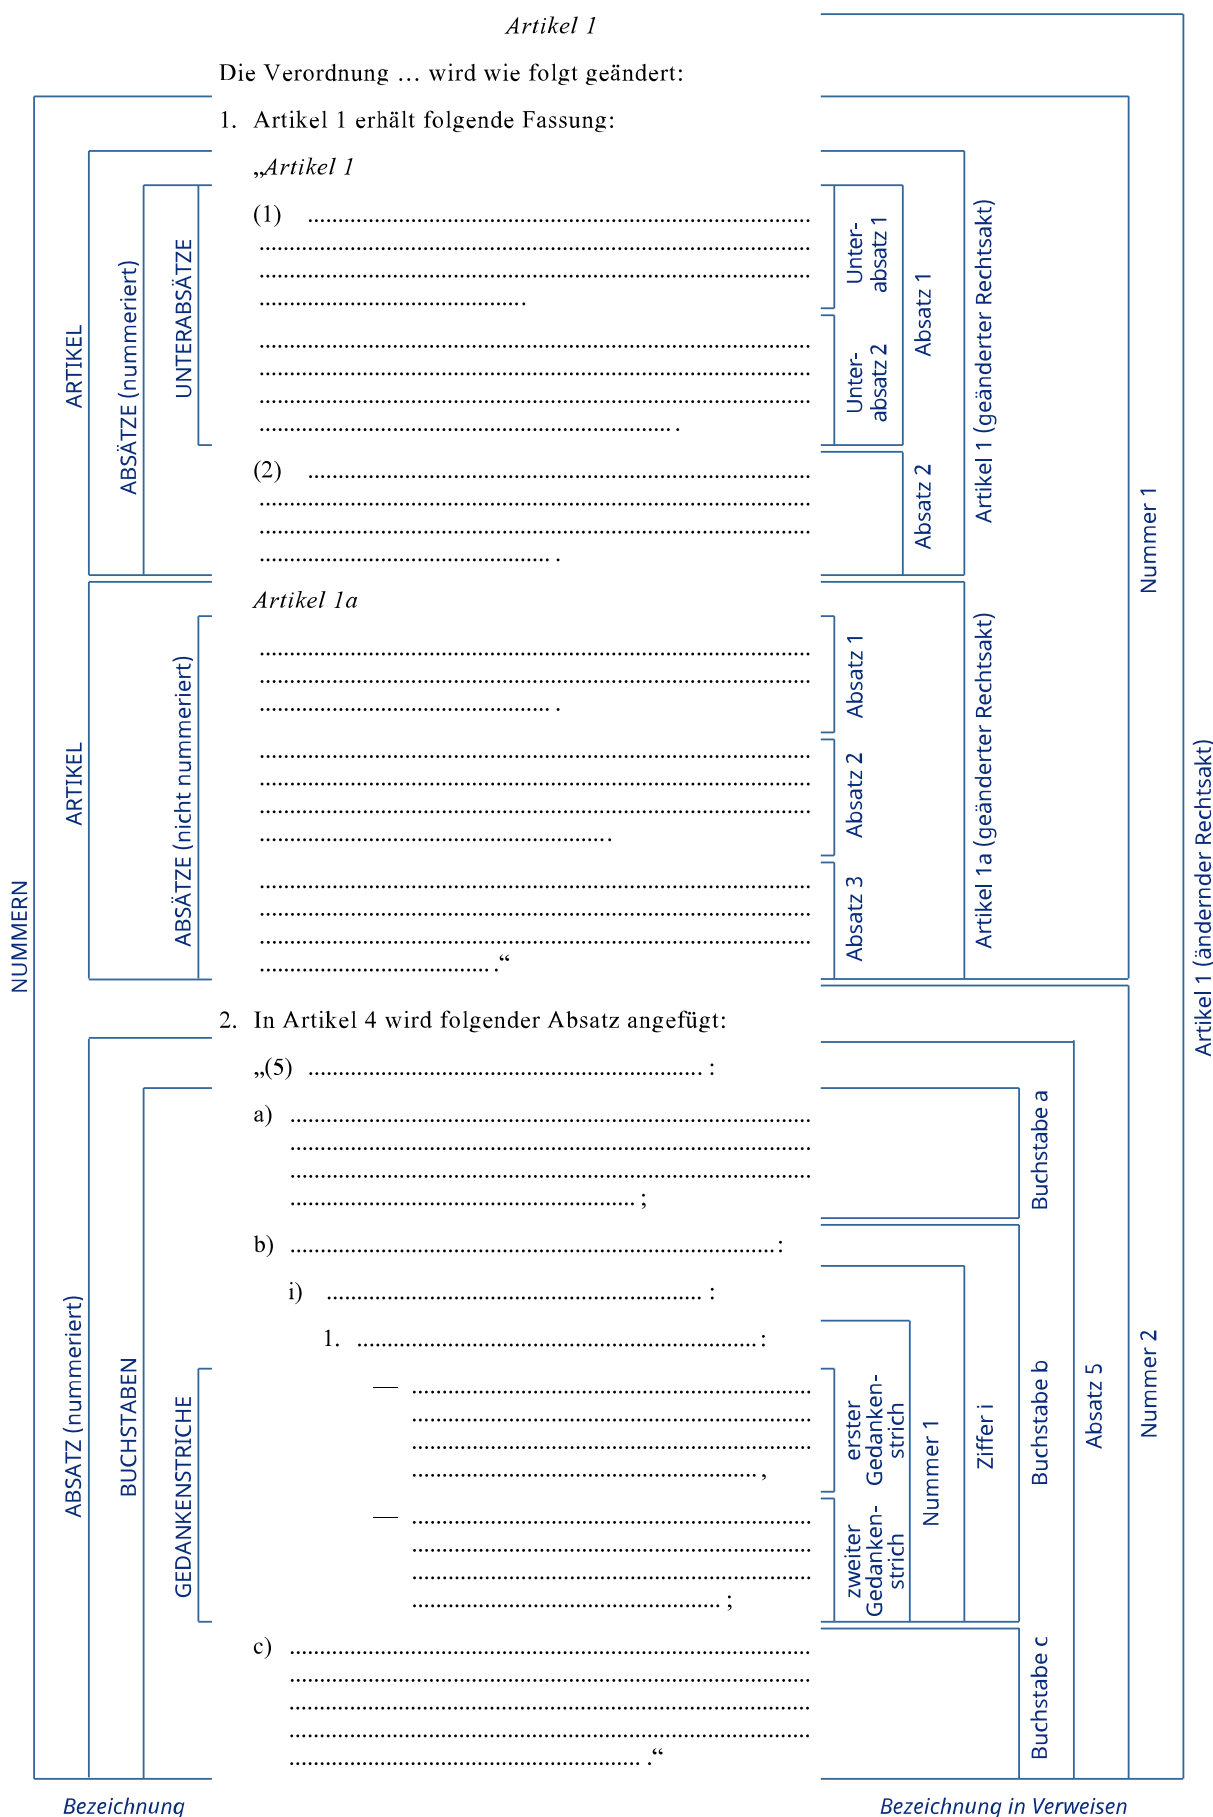 Artikel 1
Die Verordnung … wird wie folgt geändert:
1. Artikel 1 erhält folgende Fassung:
„Artikel 1
(1) ....................................................................................
............................................................................................
............................................................................................
............................................
............................................................................................
............................................................................................
............................................................................................
...................................................................... .
(2) ....................................................................................
............................................................................................
............................................................................................
................................................. .
Artikel 1a
............................................................................................
............................................................................................
................................................. .
............................................................................................
............................................................................................
............................................................................................
...........................................................
............................................................................................
............................................................................................
............................................................................................
....................................... .“
2. In Artikel 4 wird folgender Absatz angefügt:
„(5) .................................................................. :
a) .......................................................................................
.......................................................................................
.......................................................................................
.......................................................... ;
b) .................................................................................:
i) ............................................................... :
1. ...................................................................:
— ...................................................................
...................................................................
...................................................................
.......................................................... ,
— ...................................................................
...................................................................
...................................................................
.................................................... ;
c) .......................................................................................
.......................................................................................
.......................................................................................
.......................................................................................
........................................................... .“
NUMMERN
ARTIKEL
ABSÄTZE (nummeriert)
UNTERABSÄTZE
ARTIKEL
ABSÄTZE (nicht nummeriert)
ABSATZ (nummeriert)
BUCHSTABEN
GEDANKENSTRICHE
Unter-
absatz 1
Unter-
absatz 2
Absatz 1
Absatz 2
Artikel 1 (geänderter Rechtsakt)
Absatz 1
Absatz 2
Absatz 3
Artikel 1a (geänderter Rechtsakt)
Nummer 1
Artikel 1 (ändernder Rechtsakt)
Buchstabe a
erster
Gedanken-
strich
zweiter
Gedanken-
strich
Nummer 1
Ziffer i
Buchstabe b
Buchstabe c
Absatz 5
Nummer 2
Bezeichnung
Bezeichnung in Verweisen